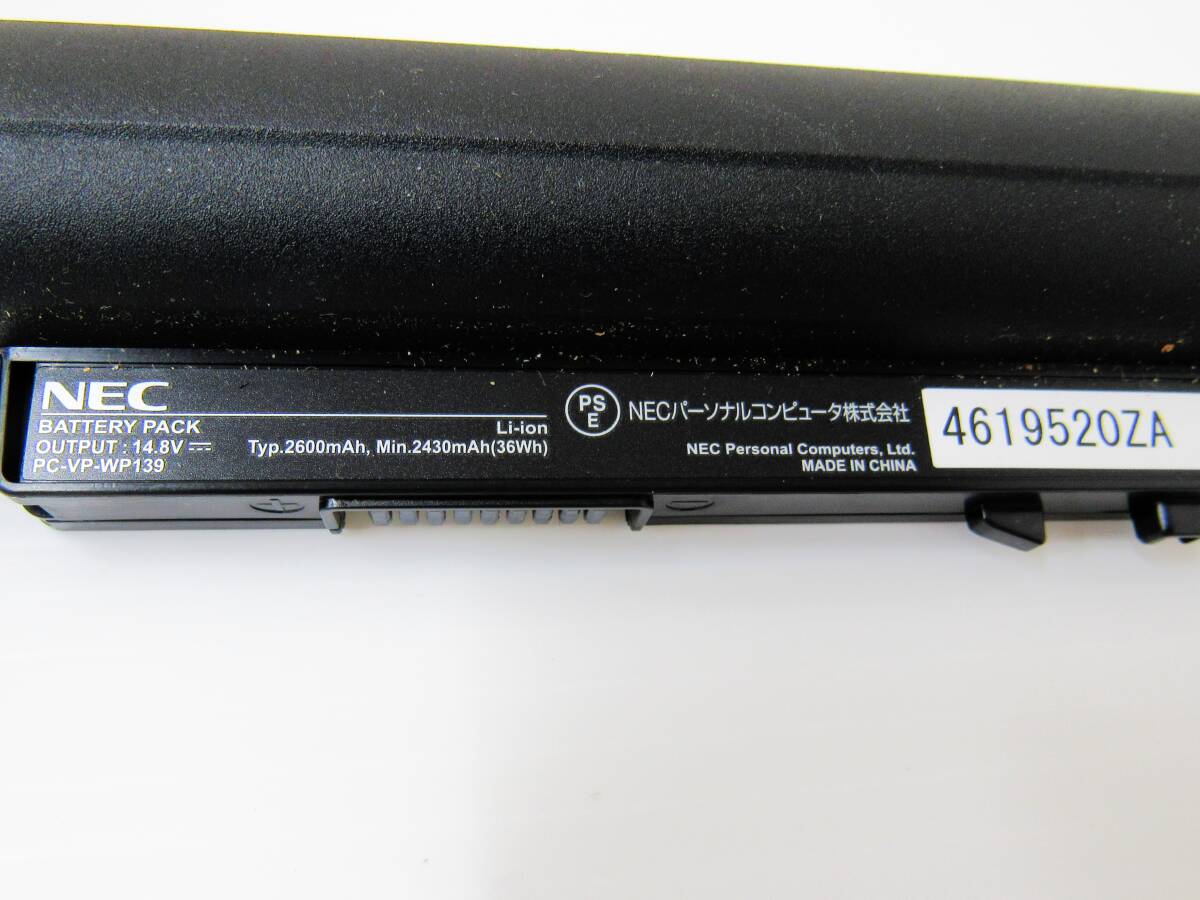 NEC
BATTERY PACK
Li-ion
OUTPUT : 14.8V
Typ.2600mAh, Min.2430mAh(36Wh)
PC-VP-WP139
PS
E
NECパーソナルコンピュータ株式会社
NEC Personal Computers, Ltd.
MADE IN CHINA
4619520ZA
+
−